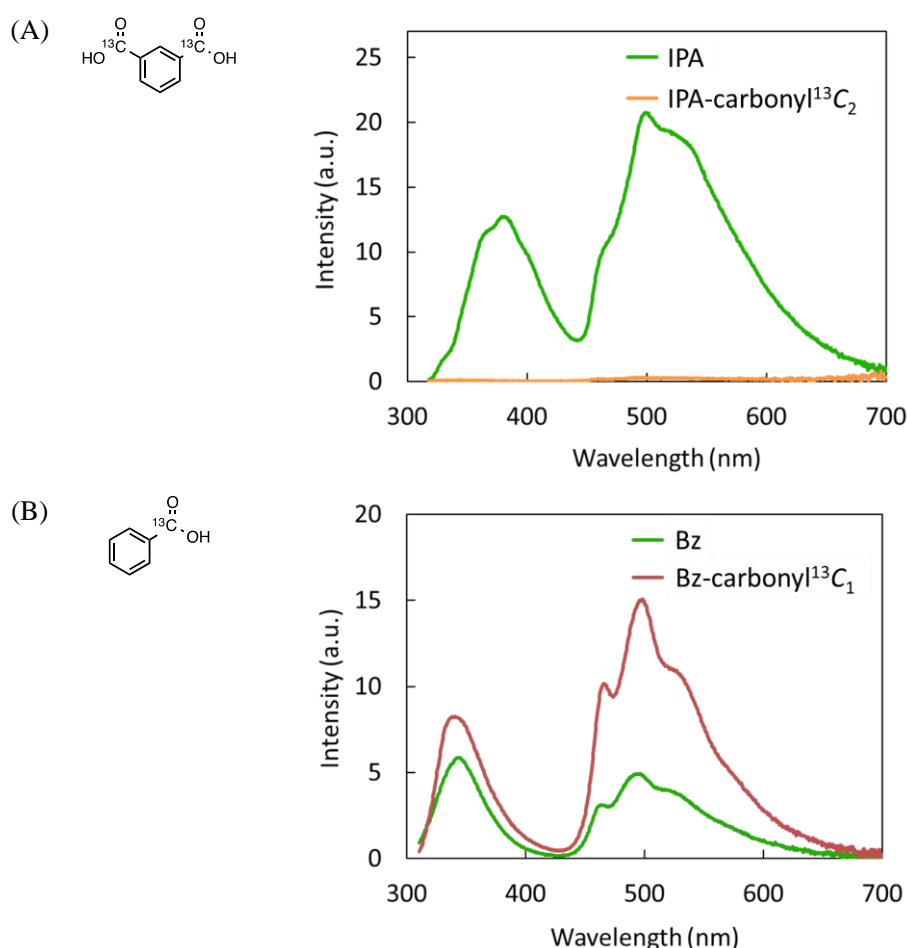 (A)
O
13C
HO
O
13C
OH
Intensity (a.u.)
25
20
15
10
5
0
IPA
IPA-carbonyl¹³C₂
300 400 500 600 700
Wavelength (nm)
(B)
O
13C
OH
Intensity (a.u.)
20
15
10
5
0
Bz
Bz-carbonyl¹³C₁
300 400 500 600 700
Wavelength (nm)